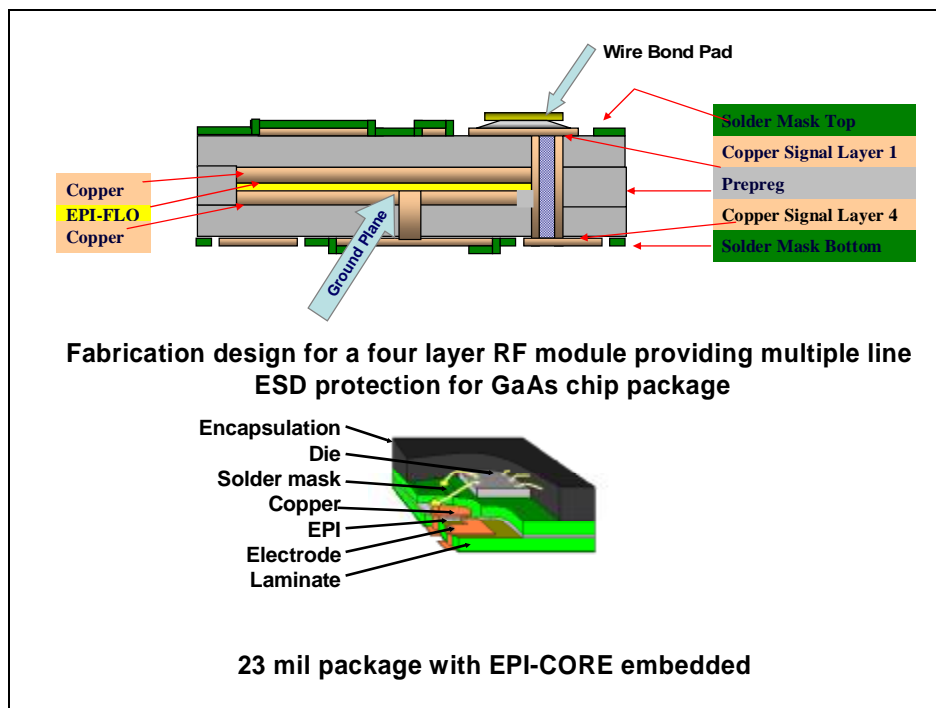 Wire Bond Pad
Solder Mask Top
Copper Signal Layer 1
Prepreg
Copper Signal Layer 4
Solder Mask Bottom
Copper
EPI-FLO
Copper
Ground Plane
Fabrication design for a four layer RF module providing multiple line
ESD protection for GaAs chip package
Encapsulation
Die
Solder mask
Copper
EPI
Electrode
Laminate
23 mil package with EPI-CORE embedded